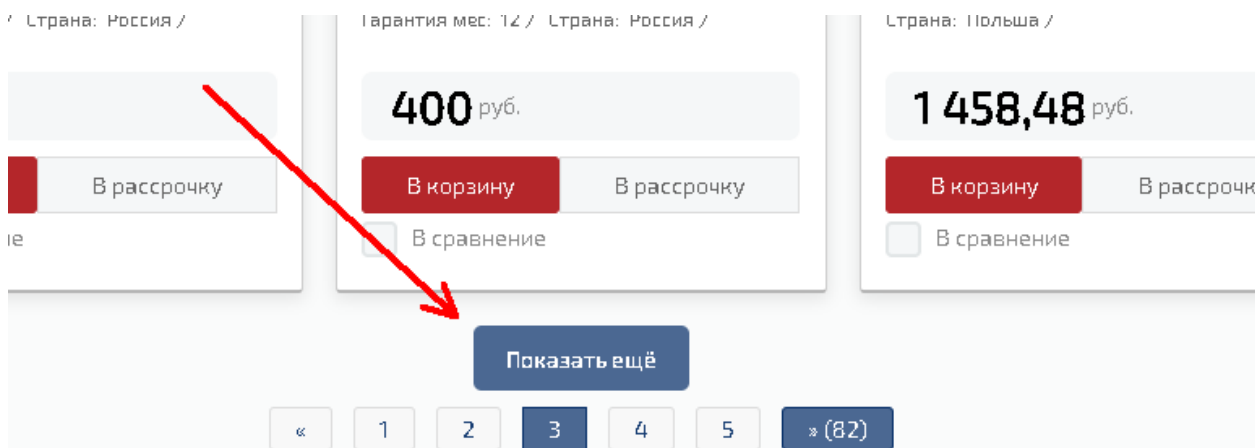 / Страна: Россия /
Гарантия мес: 12 / Страна: Россия /
Страна: Польша /
400 руб.
1 458,48 руб.
В рассрочку
В корзину
В рассрочку
В корзину
В рассрочк
ие
В сравнение
В сравнение
Показать ещё
« 1 2 3 4 5 » (82)